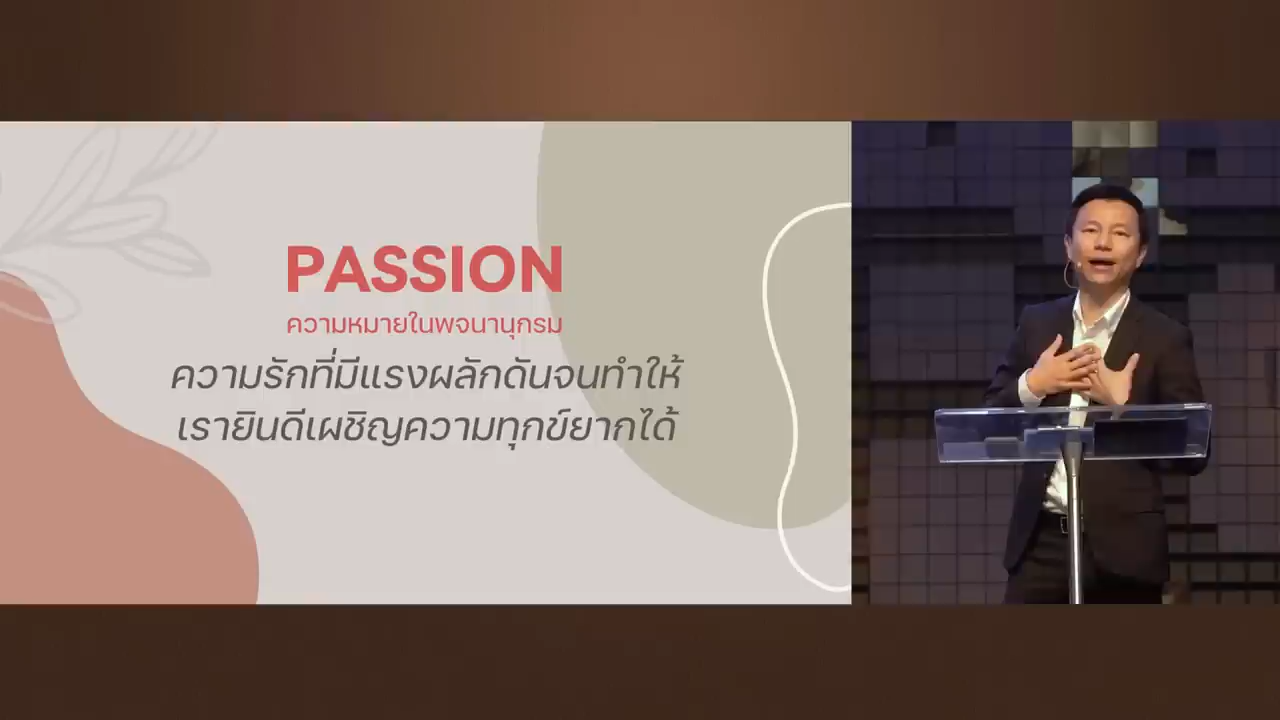 PASSION
ความหมายในพจนานุกรม
ความรักที่มีแรงผลักดันจนทำให้
เรายินดีเผชิญความทุกข์ยากได้